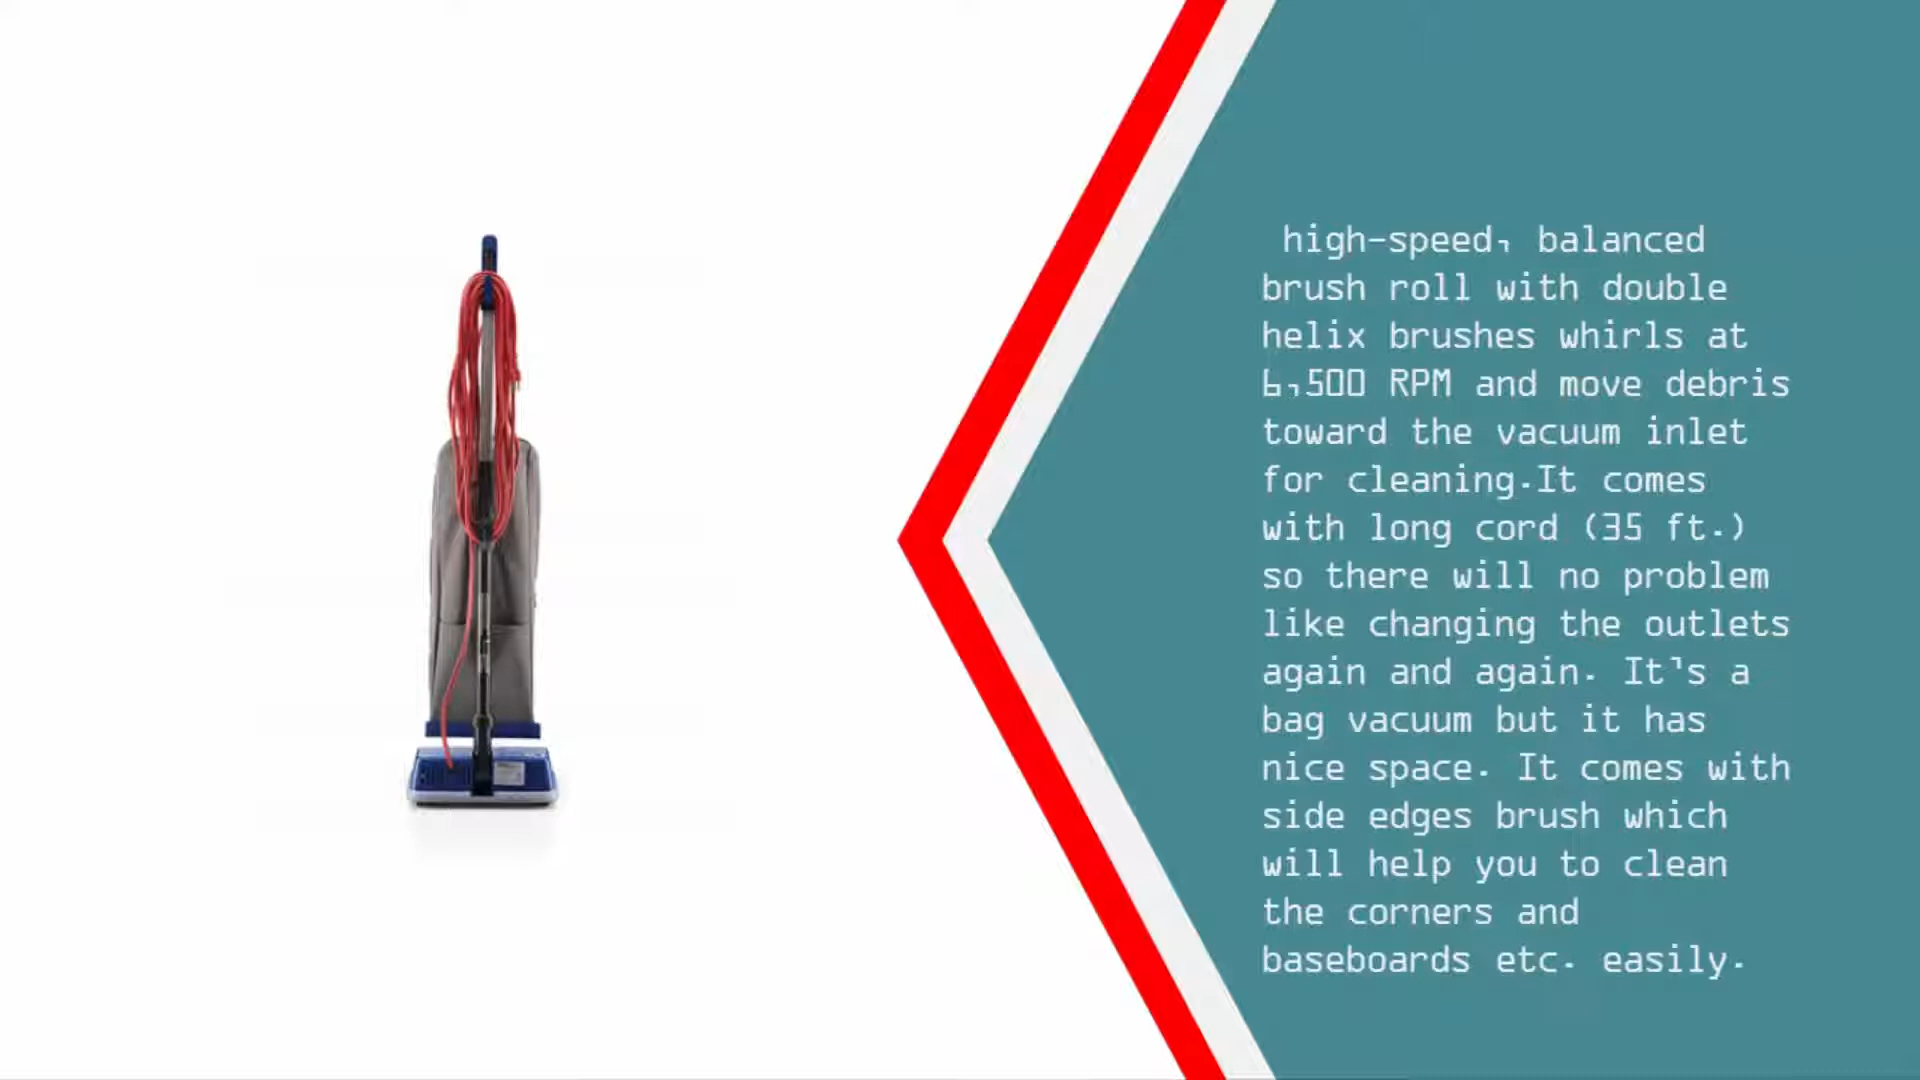 high-speed, balanced
brush roll with double
helix brushes whirls at
6,500 RPM and move debris
toward the vacuum inlet
for cleaning.It comes
with long cord (35 ft.)
so there will no problem
like changing the outlets
again and again. It's a
bag vacuum but it has
nice space. It comes with
side edges brush which
will help you to clean
the corners and
baseboards etc. easily.